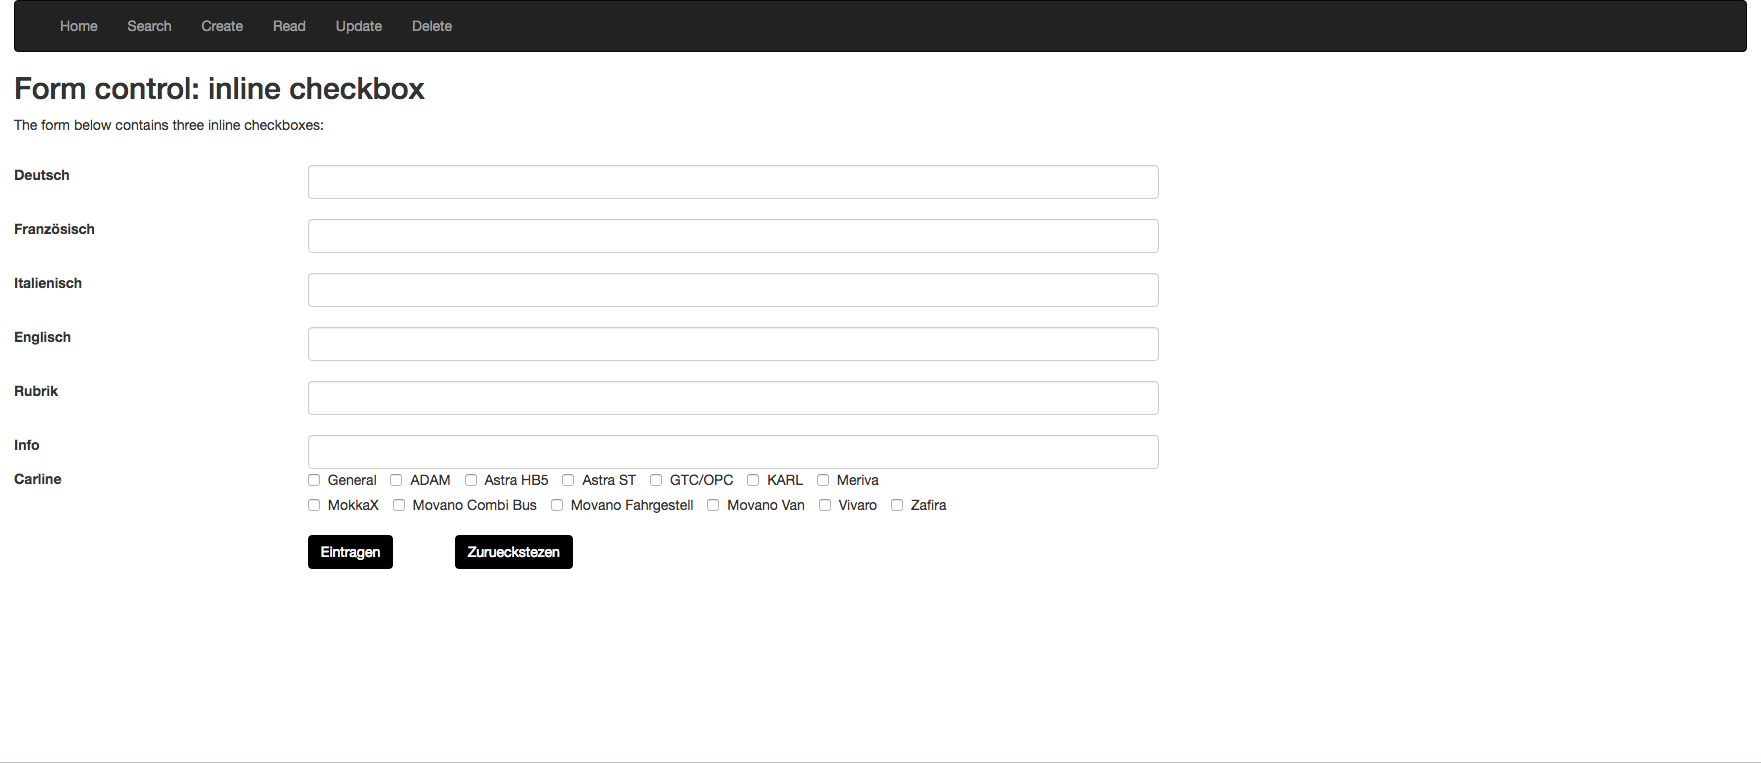 Home Search Create Read Update Delete
Form control: inline checkbox
The form below contains three inline checkboxes:
Deutsch
Französisch
Italienisch
Englisch
Rubrik
Info
Carline General ADAM Astra HB5 Astra ST GTC/OPC KARL Meriva
MokkaX Movano Combi Bus Movano Fahrgestell Movano Van Vivaro Zafira
Eintragen Zurueckstezen